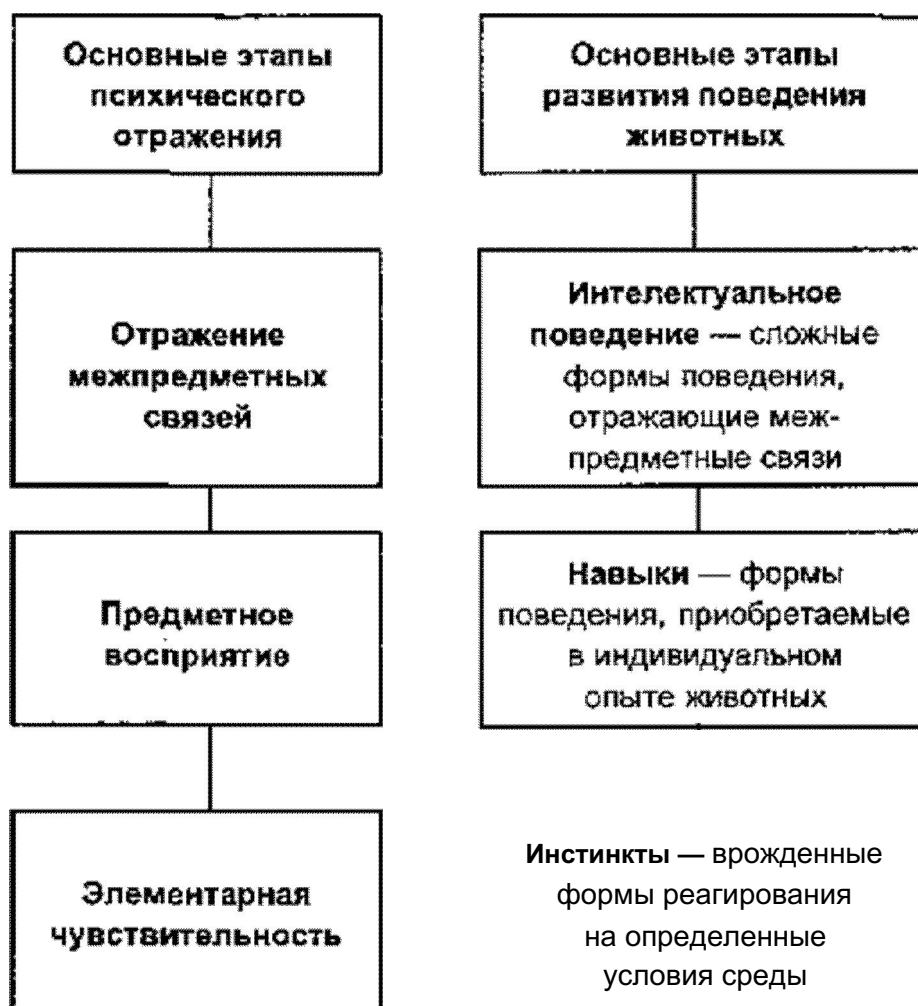 Основные этапы
психического
отражения
Основные этапы
развития поведения
животных
Отражение
межпредметных
связей
Интелектуальное
поведение — сложные
формы поведения,
отражающие меж-
предметные связи
Предметное
восприятие
Навыки — формы
поведения, приобретаемые
в индивидуальном
опыте животных
Элементарная
чувствительность
Инстинкты — врожденные
формы реагирования
на определенные
условия среды